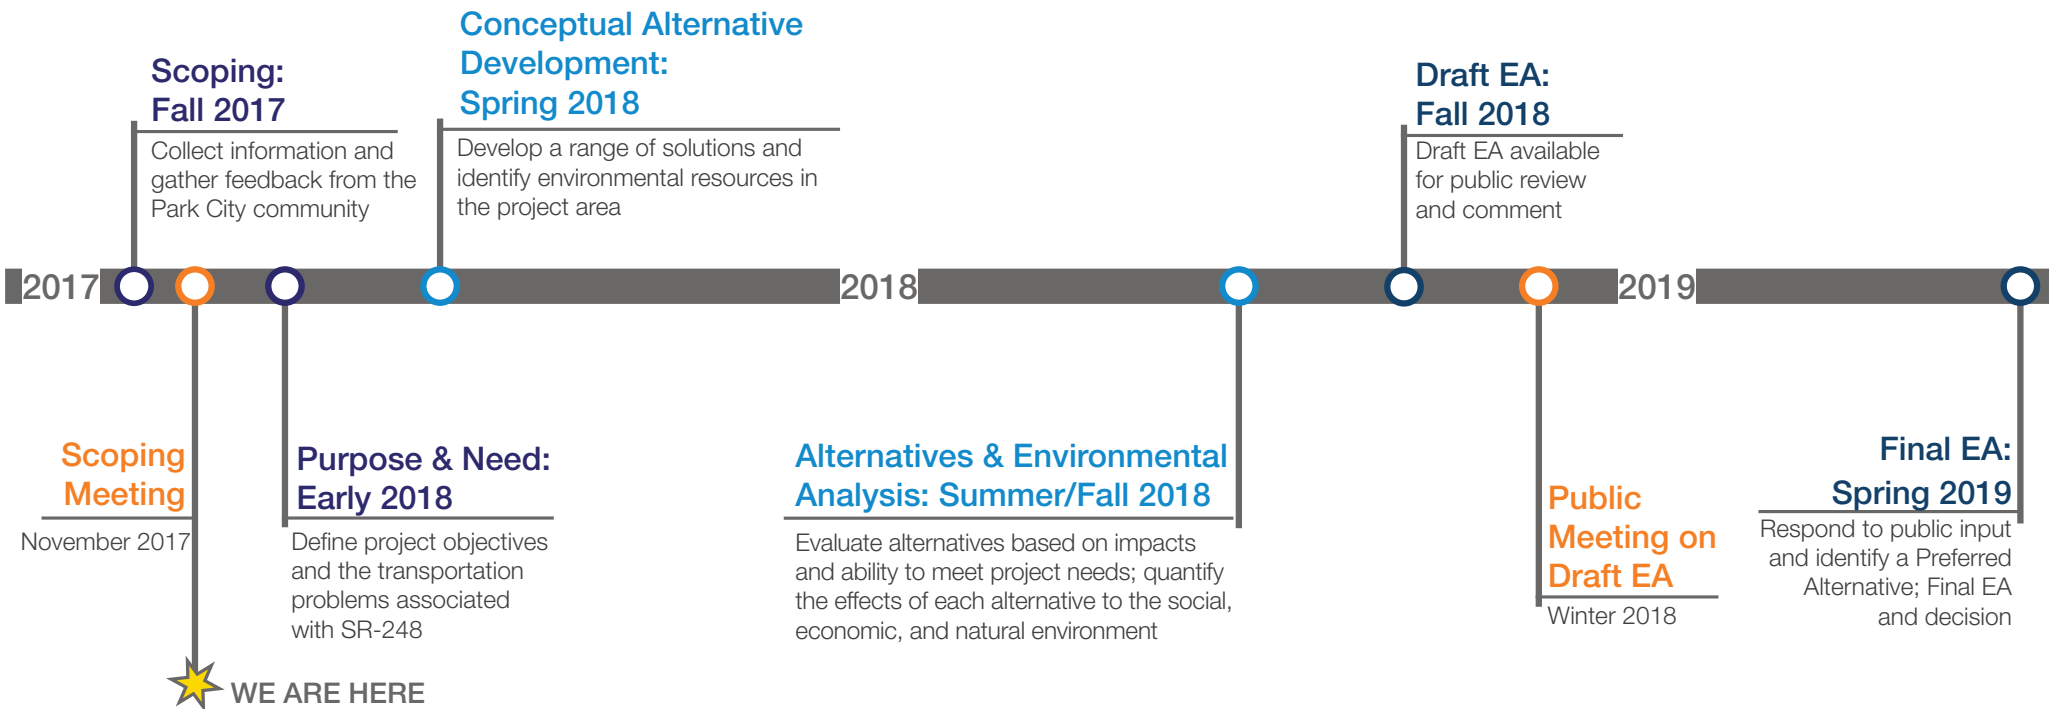 Scoping:
Fall 2017
Collect information and
gather feedback from the
Park City community
Conceptual Alternative
Development:
Spring 2018
Develop a range of solutions and
identify environmental resources in
the project area
Draft EA:
Fall 2018
Draft EA available
for public review
and comment
2017
2018
2019
Scoping
Meeting
November 2017
WE ARE HERE
Purpose & Need:
Early 2018
Define project objectives
and the transportation
problems associated
with SR-248
Alternatives & Environmental
Analysis: Summer/Fall 2018
Evaluate alternatives based on impacts
and ability to meet project needs; quantify
the effects of each alternative to the social,
economic, and natural environment
Public
Meeting on
Draft EA
Winter 2018
Final EA:
Spring 2019
Respond to public input
and identify a Preferred
Alternative; Final EA
and decision